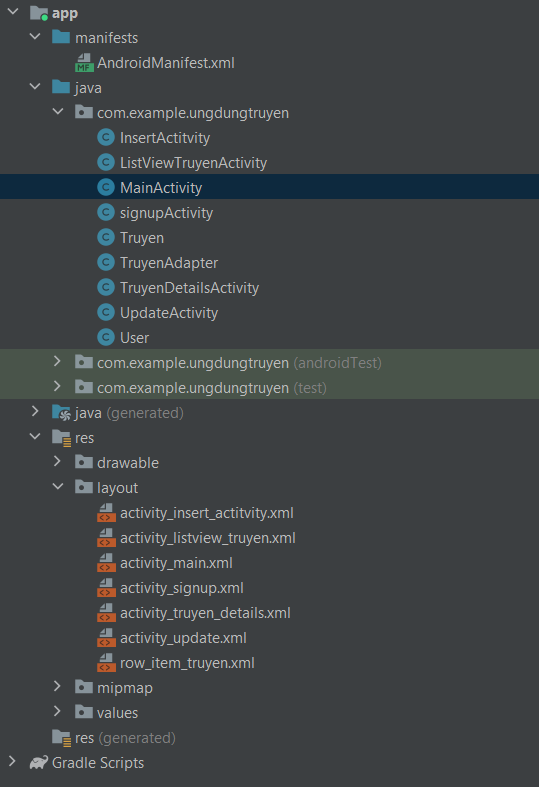 app
manifests
MF AndroidManifest.xml
java
com.example.ungdungtruyen
C InsertActitvity
C ListViewTruyenActivity
C MainActivity
C signupActivity
C Truyen
C TruyenAdapter
C TruyenDetailsActivity
C UpdateActivity
C User
com.example.ungdungtruyen (androidTest)
com.example.ungdungtruyen (test)
java (generated)
res
drawable
layout
activity_insert_actitvity.xml
activity_listview_truyen.xml
activity_main.xml
activity_signup.xml
activity_truyen_details.xml
activity_update.xml
row_item_truyen.xml
mipmap
values
res (generated)
Gradle Scripts